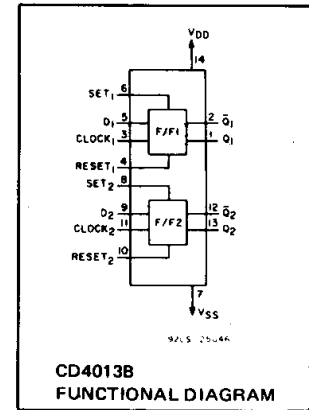 VDD
14
SET1
6
D1 5 F/F1 2 Q̄1
CLOCK1 3 1 Q1
RESET1 4
SET2 8
D2 9 F/F2 12 Q̄2
CLOCK2 11 13 Q2
RESET2 10
7
VSS
CD4013B
FUNCTIONAL DIAGRAM